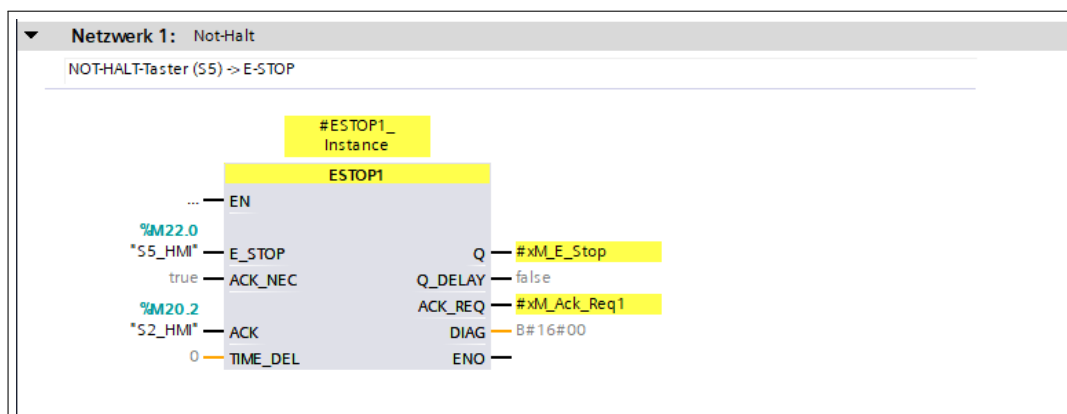 Netzwerk 1: Not-Halt
NOT-HALT-Taster (S5) -> E-STOP
#ESTOP1_
Instance
ESTOP1
... EN
%M22.0
"S5_HMI" E_STOP Q #xM_E_Stop
true ACK_NEC Q_DELAY false
%M20.2 ACK_REQ #xM_Ack_Req1
"S2_HMI" ACK DIAG B#16#00
0 TIME_DEL ENO